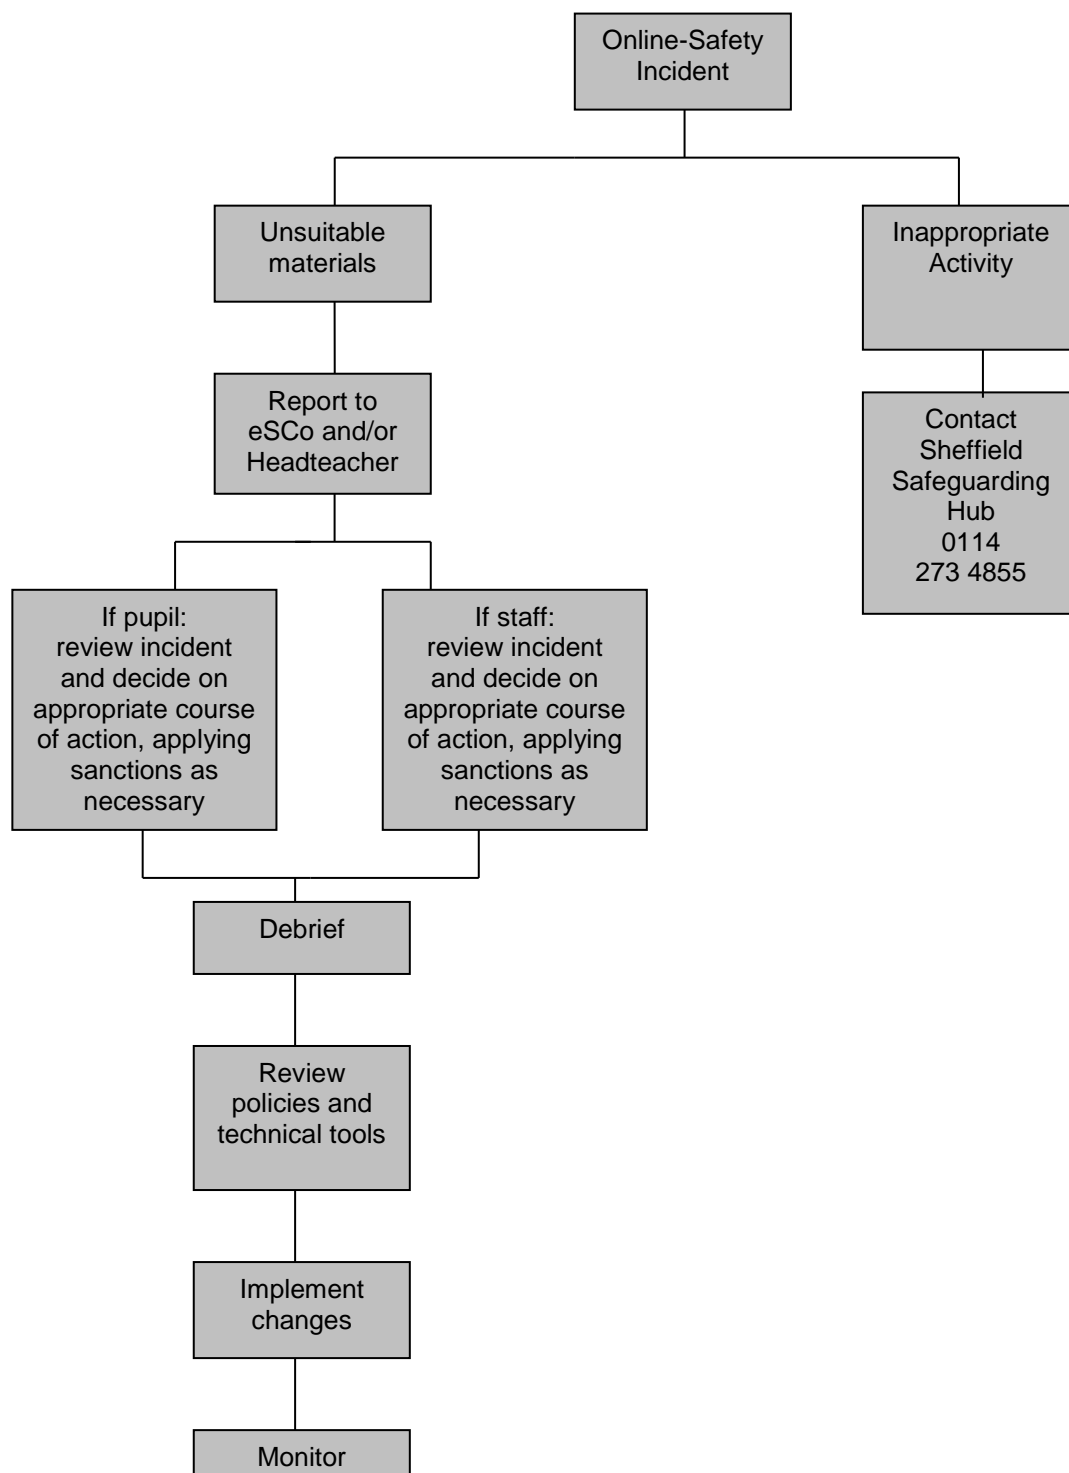 Online-Safety
Incident
Unsuitable
materials
Inappropriate
Activity
Report to
eSCo and/or
Headteacher
Contact
Sheffield
Safeguarding
Hub
0114
273 4855
If pupil:
review incident
and decide on
appropriate course
of action, applying
sanctions as
necessary
If staff:
review incident
and decide on
appropriate course
of action, applying
sanctions as
necessary
Debrief
Review
policies and
technical tools
Implement
changes
Monitor